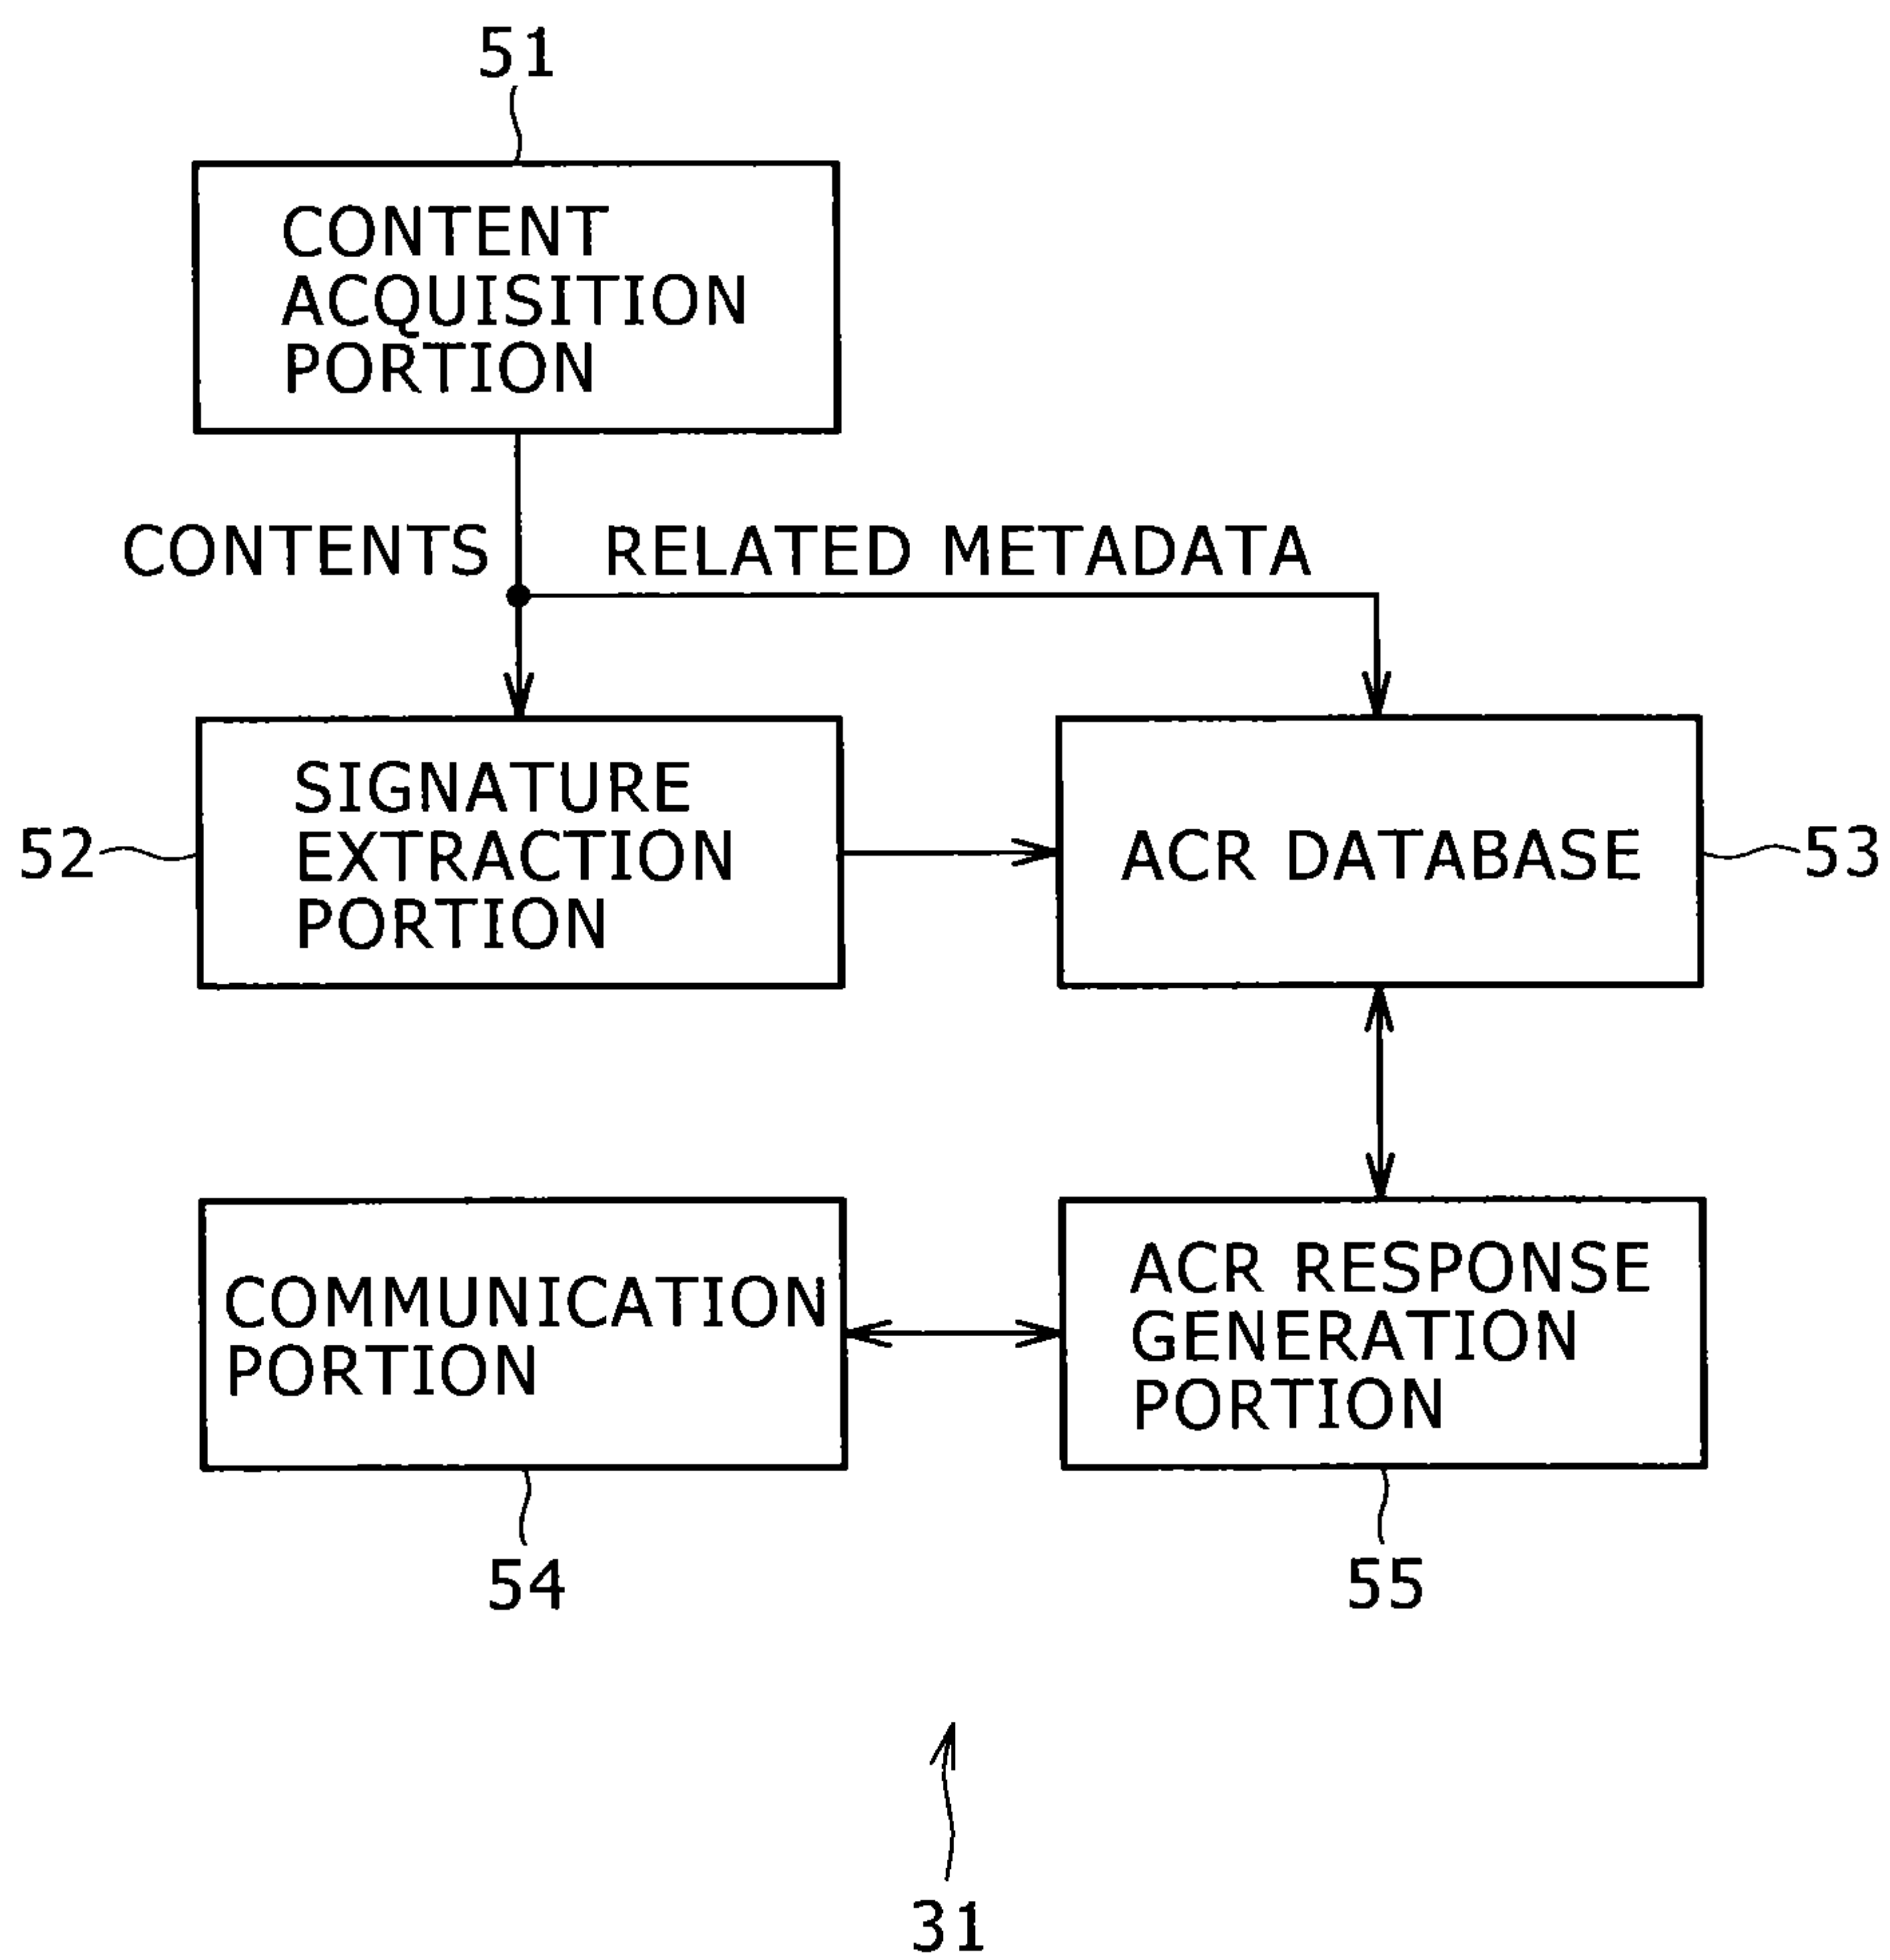 51
CONTENT
ACQUISITION
PORTION
CONTENTS
RELATED METADATA
52
SIGNATURE
EXTRACTION
PORTION
ACR DATABASE
53
COMMUNICATION
PORTION
ACR RESPONSE
GENERATION
PORTION
54
55
31